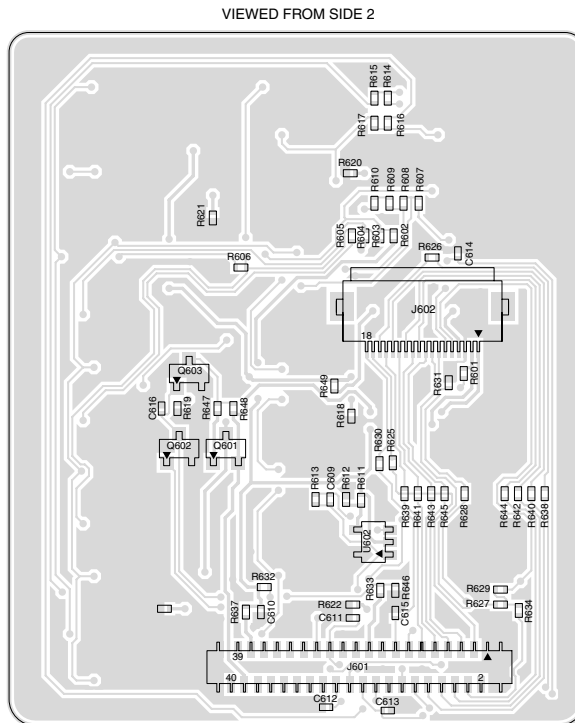 VIEWED FROM SIDE 2
R615
R614
R617
R616
R620
R610
R609
R608
R607
R621
R605
R604
R603
R602
R626
C614
R606
J602
18
Q603
R649
R631
R601
C616
R619
R647
R648
R618
Q602
Q601
R630
R625
R613
C609
R612
R611
R639
R641
R643
R645
R628
R644
R642
R640
R638
U602
R632
R633
R646
R629
R637
C610
R622
C611
C615
R627
R634
39
J601
40
2
C612
C613